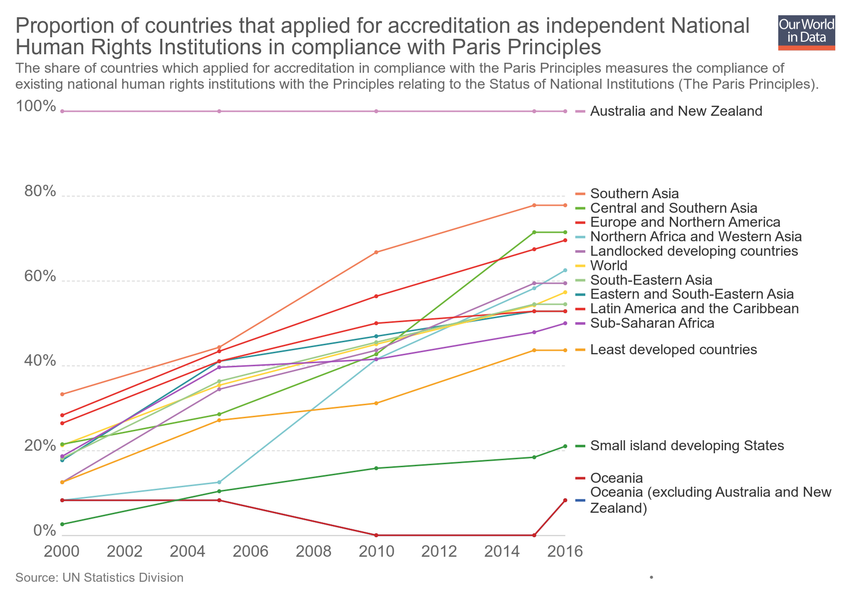 Proportion of countries that applied for accreditation as independent National
Human Rights Institutions in compliance with Paris Principles
Our World
in Data
The share of countries which applied for accreditation in compliance with the Paris Principles measures the compliance of
existing national human rights institutions with the Principles relating to the Status of National Institutions (The Paris Principles).
100%
Australia and New Zealand
80%
Southern Asia
Central and Southern Asia
Europe and Northern America
Northern Africa and Western Asia
Landlocked developing countries
World
60%
South-Eastern Asia
Eastern and South-Eastern Asia
Latin America and the Caribbean
Sub-Saharan Africa
Least developed countries
40%
20%
Small island developing States
Oceania
Oceania (excluding Australia and New
Zealand)
0%
2000 2002 2004 2006 2008 2010 2012 2014 2016
Source: UN Statistics Division